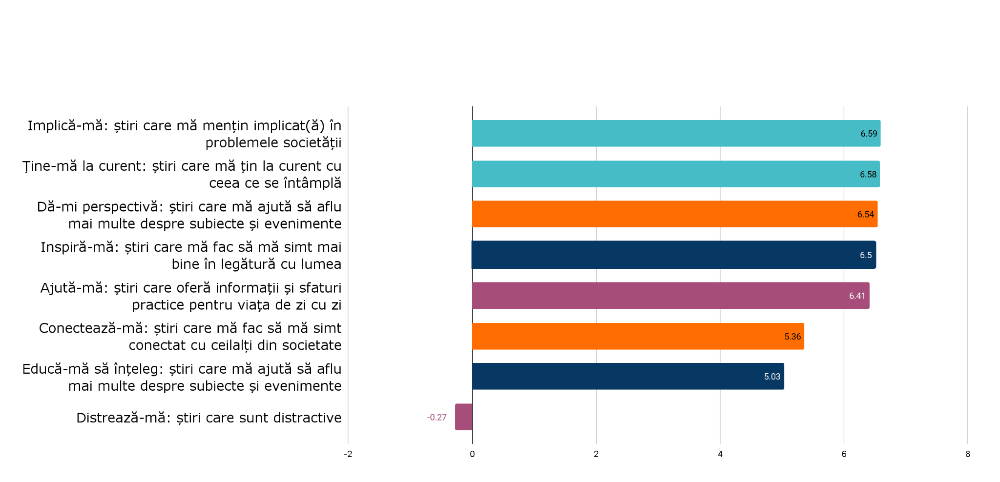 Implică-mă: știri care mă mențin implicat(ă) în
problemele societății
6.59
Ține-mă la curent: știri care mă țin la curent cu
ceea ce se întâmplă
6.58
Dă-mi perspectivă: știri care mă ajută să aflu
mai multe despre subiecte și evenimente
6.54
Inspiră-mă: știri care mă fac să mă simt mai
bine în legătură cu lumea
6.5
Ajută-mă: știri care oferă informații și sfaturi
practice pentru viața de zi cu zi
6.41
Conectează-mă: știri care mă fac să mă simt
conectat cu ceilalți din societate
5.36
Educă-mă să înțeleg: știri care mă ajută să aflu
mai multe despre subiecte și evenimente
5.03
Distrează-mă: știri care sunt distractive
-0.27
-2 0 2 4 6 8